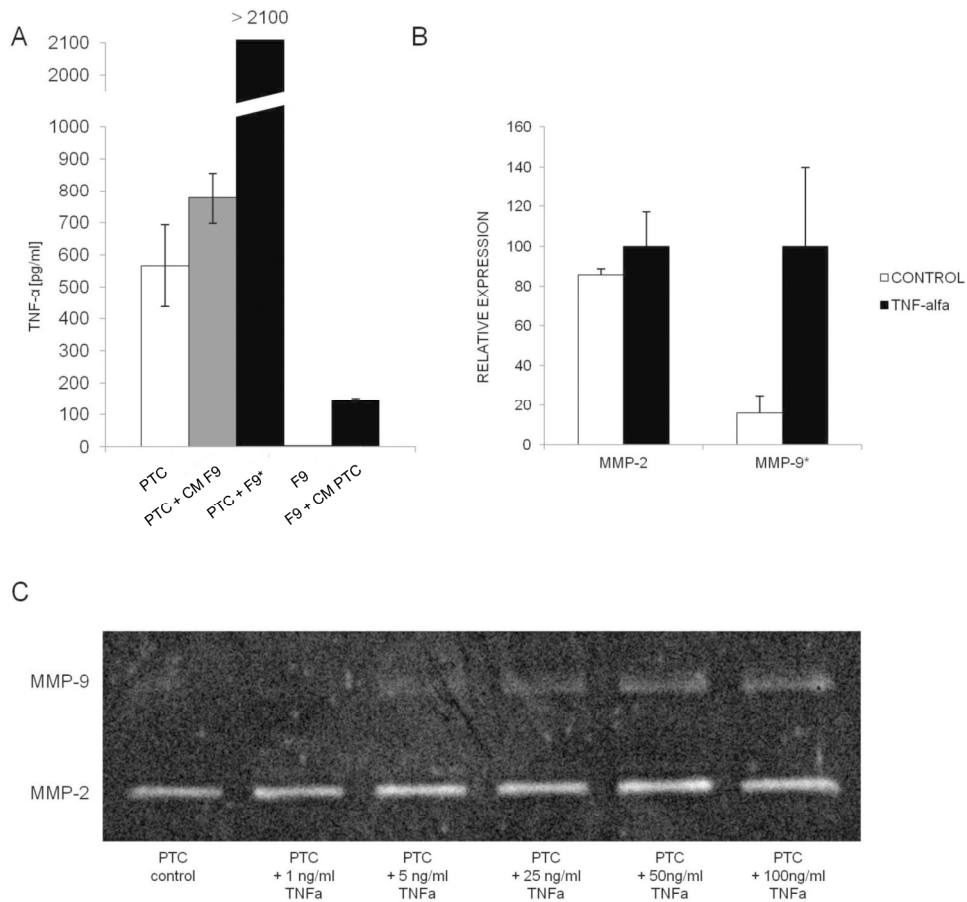 A
> 2100
2100
2000
1000
900
800
700
600
500
400
300
200
100
0
TNF-α [pg/ml]
PTC
PTC + CM F9
PTC + F9*
F9
F9 + CM PTC
B
160
140
120
100
80
60
40
20
0
RELATIVE EXPRESSION
MMP-2
MMP-9*
CONTROL
TNF-alfa
C
MMP-9
MMP-2
PTC
control
PTC
+ 1 ng/ml
TNFa
PTC
+ 5 ng/ml
TNFa
PTC
+ 25 ng/ml
TNFa
PTC
+ 50ng/ml
TNFa
PTC
+ 100ng/ml
TNFa